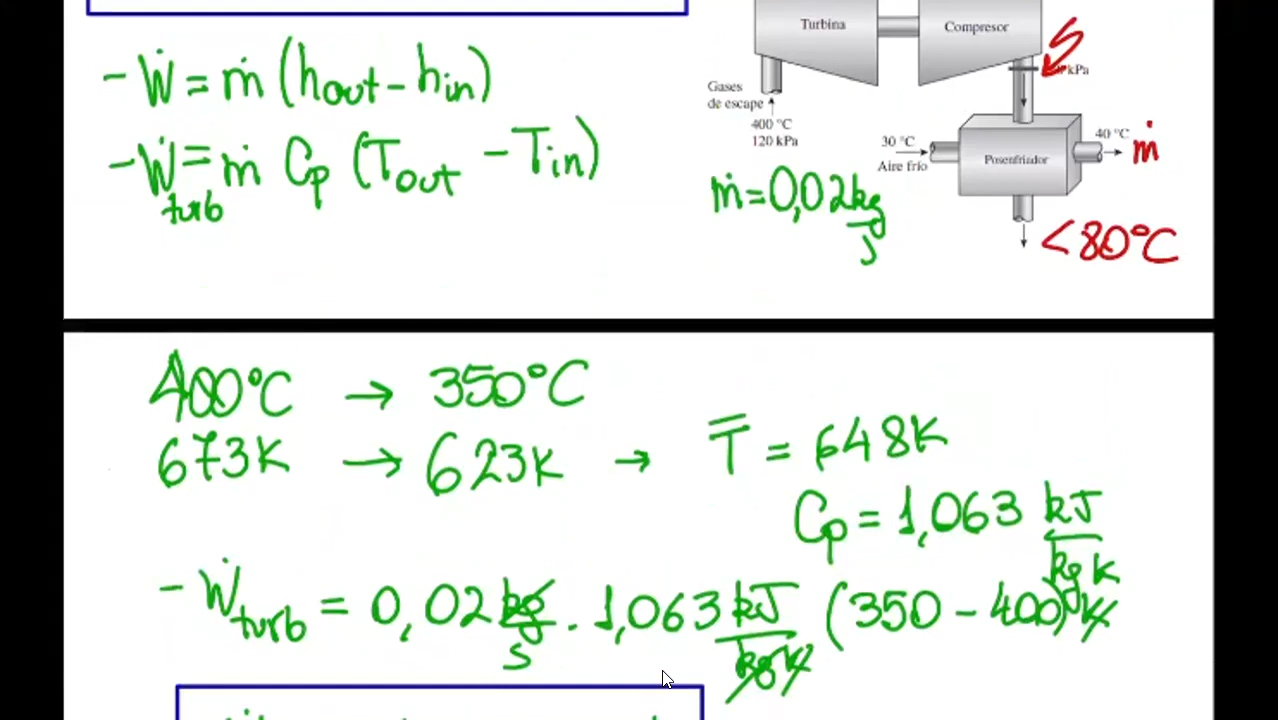 -Ẇ = ṁ (hout - hin)
-Ẇturb = ṁ Cp (Tout - Tin)
Turbina
Compresor
kPa
Gases
de escape
400 °C
120 kPa
30 °C
Aire frío
Posenfriador
40 °C
ṁ
ṁ = 0,02 kg/s
<80°C
400°C → 350°C
673K → 623K → T̄ = 648K
Cp = 1,063 kJ/kg K
-Ẇturb = 0,02 kg/s . 1,063 kJ/kg K (350 - 400) K